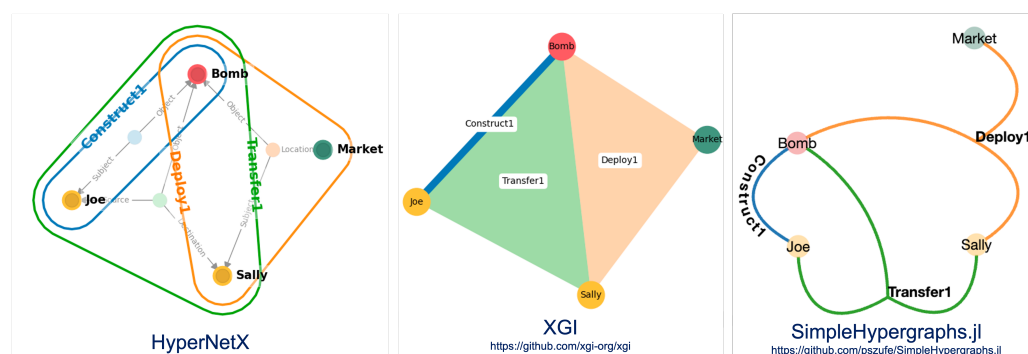 Bomb
Construct1
Object
Object
Object
Deploy1
Transfer1
Location
Market
Subject
Joe
Source
Subject
Destination
Sally
HyperNetX
Bomb
Construct1
Market
Deploy1
Transfer1
Joe
Sally
XGI
https://github.com/xgi-org/xgi
Market
Deploy1
Bomb
Construct1
Joe
Sally
Transfer1
SimpleHypergraphs.jl
https://github.com/pszufe/SimpleHypergraphs.jl